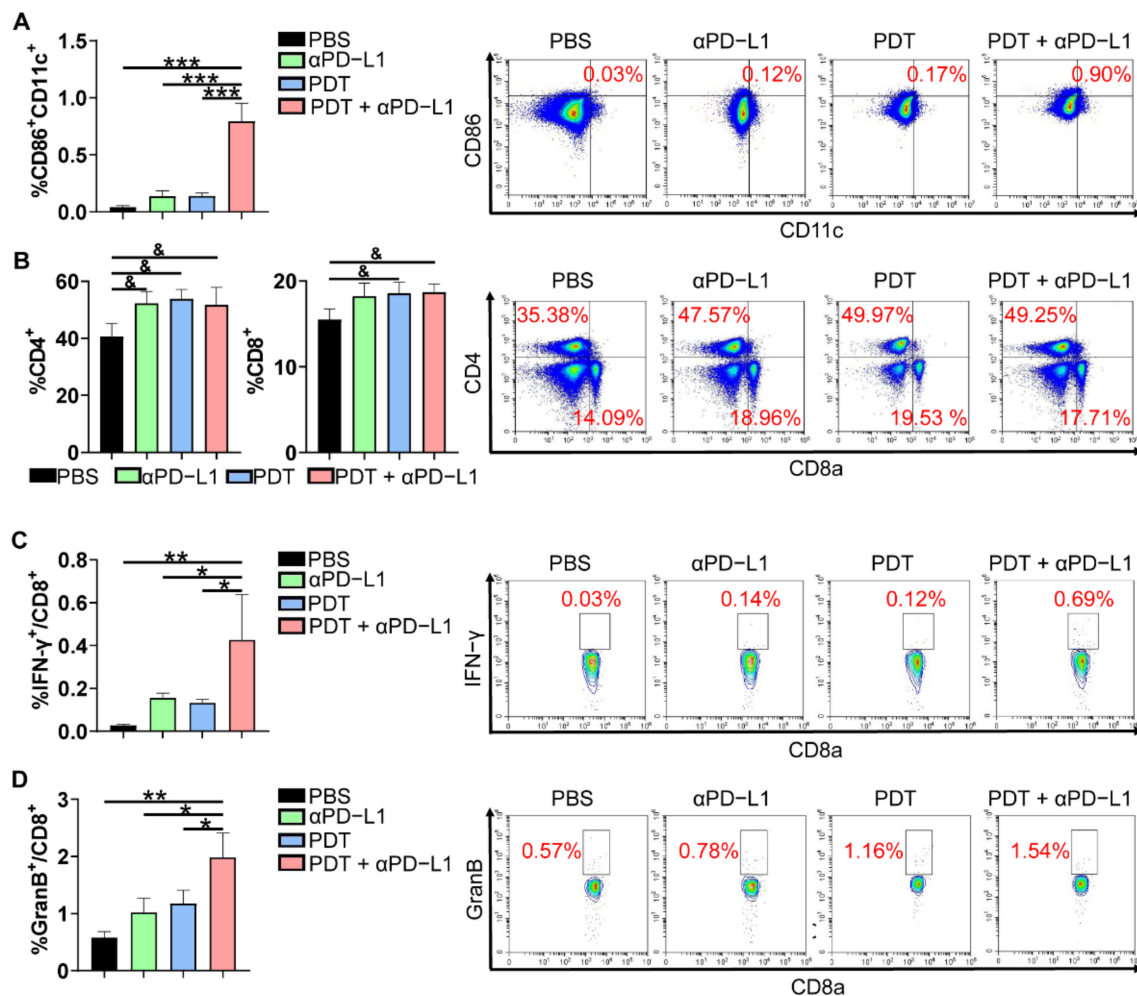 A
%CD86+CD11c+
1.5
1.0
0.5
0.0
***
***
***
PBS
αPD−L1
PDT
PDT + αPD−L1
PBS
αPD−L1
PDT
PDT + αPD−L1
0.03%
0.12%
0.17%
0.90%
CD86
CD11c
B
%CD4+
60
40
20
0
&
&
&
%CD8+
20
10
0
&
&
PBS
αPD−L1
PDT
PDT + αPD−L1
PBS
αPD−L1
PDT
PDT + αPD−L1
35.38%
47.57%
49.97%
49.25%
14.09%
18.96%
19.53 %
17.71%
CD4
CD8a
C
%IFN-γ+/CD8+
0.8
0.6
0.4
0.2
0.0
**
*
*
PBS
αPD−L1
PDT
PDT + αPD−L1
PBS
αPD−L1
PDT
PDT + αPD−L1
0.03%
0.14%
0.12%
0.69%
IFN−γ
CD8a
D
%GranB+/CD8+
3
2
1
0
**
*
*
PBS
αPD−L1
PDT
PDT + αPD−L1
PBS
αPD−L1
PDT
PDT + αPD−L1
0.57%
0.78%
1.16%
1.54%
GranB
CD8a